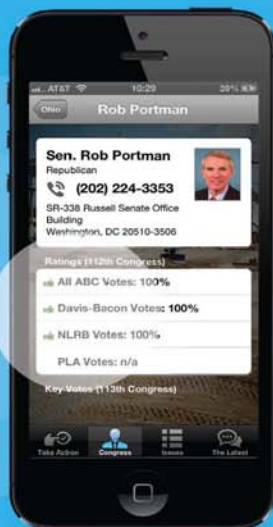 AT&T 10:29 39%
Ohio Rob Portman
Sen. Rob Portman
Republican
(202) 224-3353
SR-338 Russell Senate Office
Building
Washington, DC 20510-3506
Ratings (112th Congress)
All ABC Votes: 100%
Davis-Bacon Votes: 100%
NLRB Votes: 100%
PLA Votes: n/a
Key Votes (113th Congress)
Take Action Congress Issues The Latest